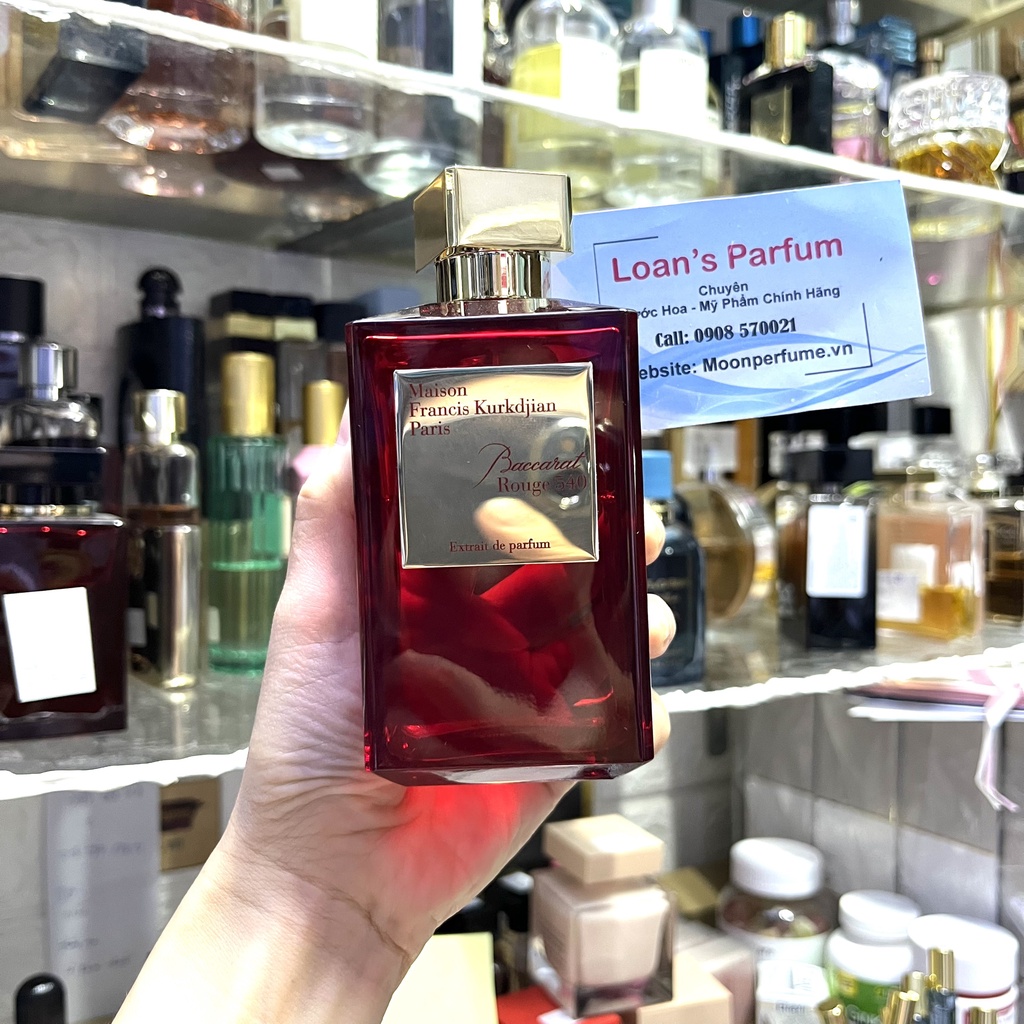 Maison
Francis Kurkdjian
Paris
Baccarat
Rouge 540
Extrait de parfum
Loan's Parfum
Chuyên
ớc Hoa - Mỹ Phẩm Chính Hãng
Call: 0908 570021
ebsite: Moonperfume.vn